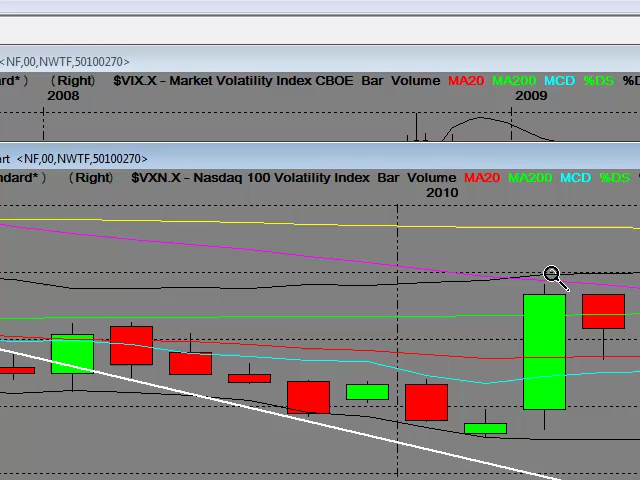 <NF,00,NWTF,50100270>
ard* ) (Right) $VIX.X - Market Volatility Index CBOE Bar Volume MA20 MA200 MCD %DS %D
2008 2009
art <NF,00,NWTF,50100270>
ndard* ) (Right) $VXN.X - Nasdaq 100 Volatility Index Bar Volume MA20 MA200 MCD %DS
2010